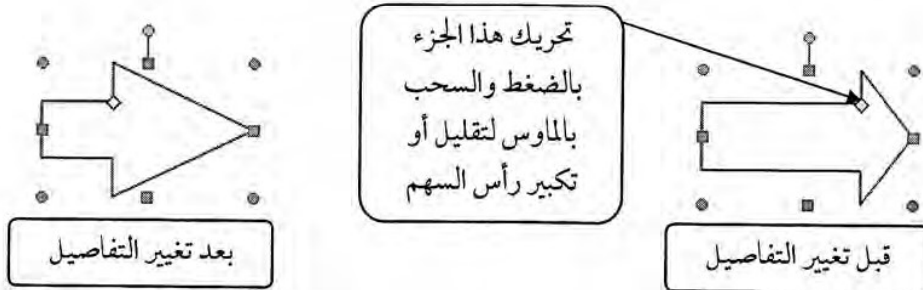 تحريك هذا الجزء
بالضغط والسحب
بالماوس لتقليل أو
تكبير رأس السهم
قبل تغيير التفاصيل
بعد تغيير التفاصيل